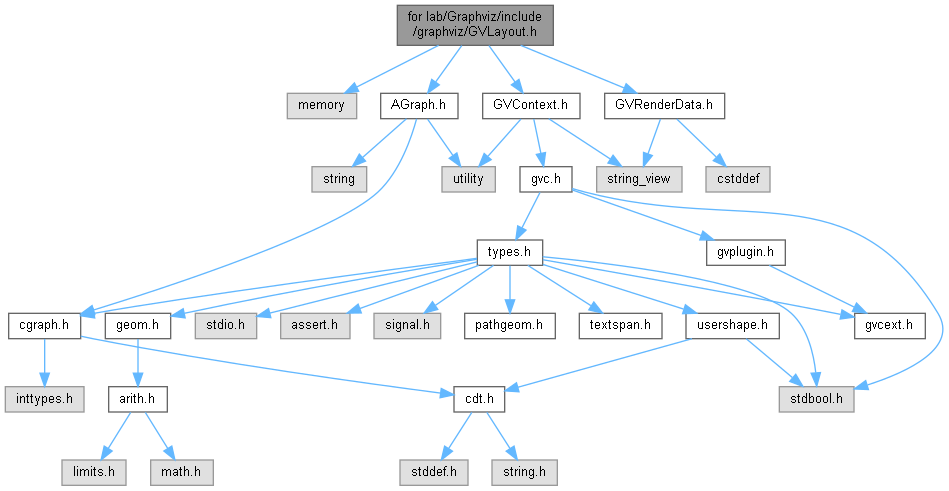 for lab/Graphviz/include
/graphviz/GVLayout.h
memory
AGraph.h
GVContext.h
GVRenderData.h
string
utility
gvc.h
string_view
cstddef
types.h
gvplugin.h
cgraph.h
geom.h
stdio.h
assert.h
signal.h
pathgeom.h
textspan.h
usershape.h
gvcext.h
inttypes.h
arith.h
cdt.h
stdbool.h
limits.h
math.h
stddef.h
string.h